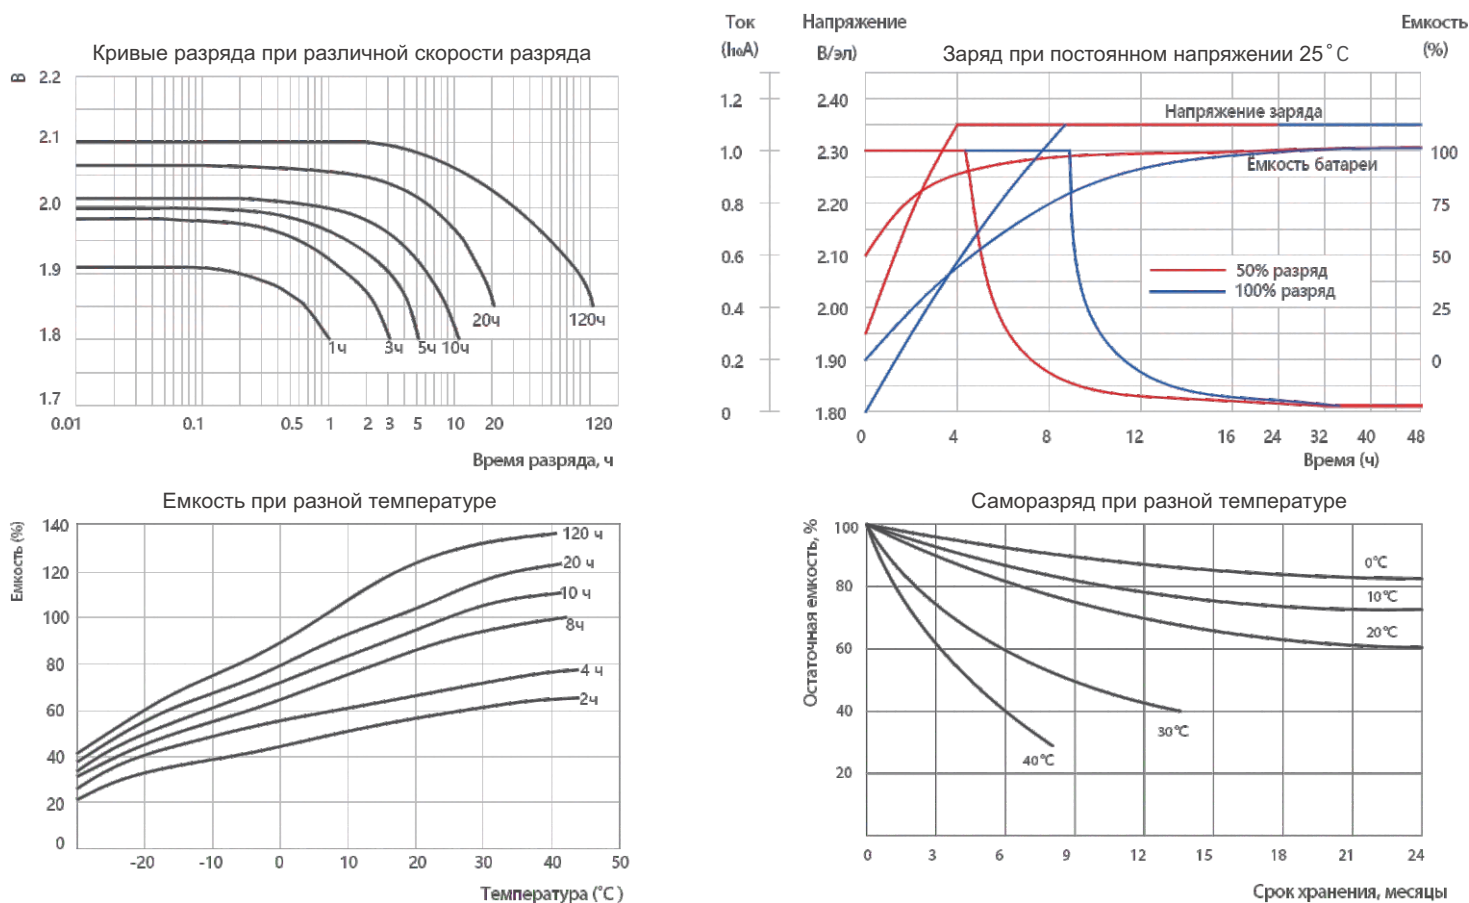 Кривые разряда при различной скорости разряда
В
2.2
2.1
2.0
1.9
1.8
1.7
1ч
3ч
5ч
10ч
20ч
120ч
0.01 0.1 0.5 1 2 3 5 10 20 120
Время разряда, ч
Ток Напряжение Емкость
(I₁₀А) В/эл) Заряд при постоянном напряжении 25˚С (%)
1.2 2.40
Напряжение заряда
1.0 2.30 100
Емкость батареи
0.8 2.20 75
0.6 2.10 50
50% разряд
100% разряд
0.4 2.00 25
0.2 1.90 0
0 1.80
0 4 8 12 16 24 32 40 48
Время (ч)
Емкость при разной температуре
Емкость (%)
140
120
100
80
60
40
20
0
120 ч
20 ч
10 ч
8ч
4 ч
2ч
-20 -10 0 10 20 30 40 50
Температура (˚С )
Саморазряд при разной температуре
Остаточная емкость, %
100
80
60
40
20
0℃
10℃
20℃
30℃
40℃
0 3 6 9 12 15 18 21 24
Срок хранения, месяцы